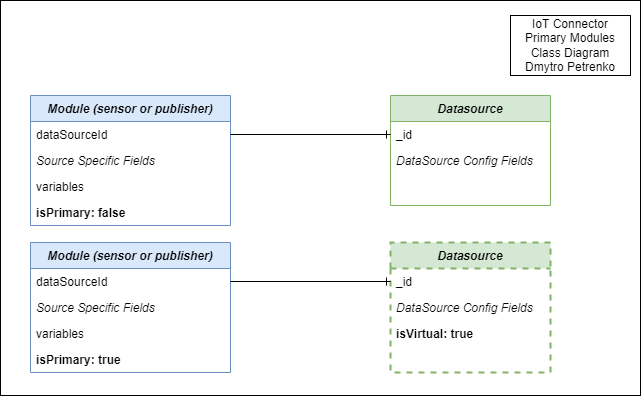 IoT Connector
Primary Modules
Class Diagram
Dmytro Petrenko
Module (sensor or publisher)
dataSourceId
Source Specific Fields
variables
isPrimary: false
Datasource
_id
DataSource Config Fields
Module (sensor or publisher)
dataSourceId
Source Specific Fields
variables
isPrimary: true
Datasource
_id
DataSource Config Fields
isVirtual: true